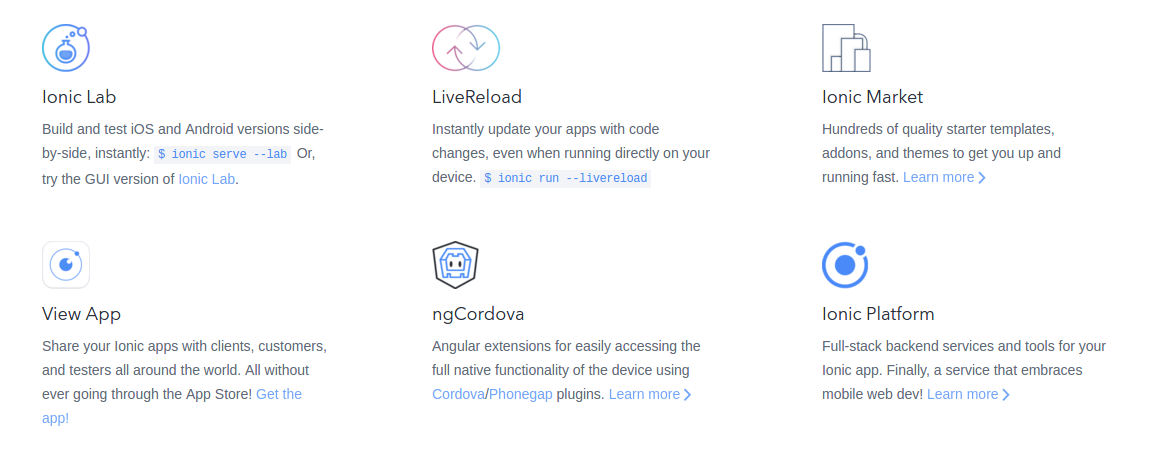 Ionic Lab
Build and test iOS and Android versions side-
by-side, instantly: $ ionic serve --lab Or,
try the GUI version of Ionic Lab.
LiveReload
Instantly update your apps with code
changes, even when running directly on your
device. $ ionic run --livereload
Ionic Market
Hundreds of quality starter templates,
addons, and themes to get you up and
running fast. Learn more
View App
Share your Ionic apps with clients, customers,
and testers all around the world. All without
ever going through the App Store! Get the
app!
ngCordova
Angular extensions for easily accessing the
full native functionality of the device using
Cordova/Phonegap plugins. Learn more
Ionic Platform
Full-stack backend services and tools for your
Ionic app. Finally, a service that embraces
mobile web dev! Learn more